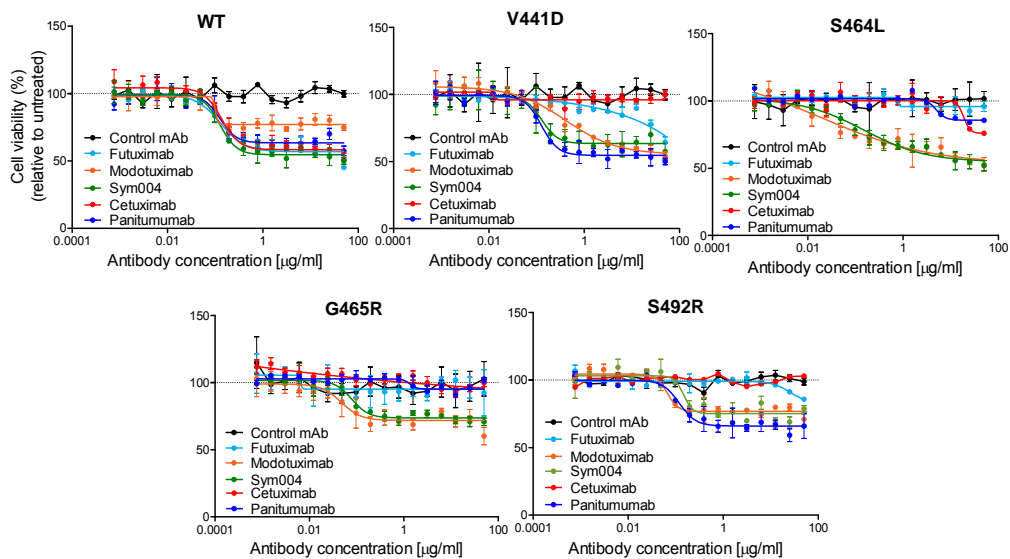 WT
V441D
S464L
Cell viability (%)
(relative to untreated)
150
100
50
0
Control mAb
Futuximab
Modotuximab
Sym004
Cetuximab
Panitumumab
0.0001 0.01 1 100
Antibody concentration [µg/ml]
150
100
50
0
Control mAb
Futuximab
Modotuximab
Sym004
Cetuximab
Panitumumab
0.0001 0.01 1 100
Antibody concentration [µg/ml]
150
100
50
0
Control mAb
Futuximab
Modotuximab
Sym004
Cetuximab
Panitumumab
0.0001 0.01 1 100
Antibody concentration [µg/ml]
G465R
S492R
150
100
50
0
Control mAb
Futuximab
Modotuximab
Sym004
Cetuximab
Panitumumab
0.0001 0.01 1 100
Antibody concentration [µg/ml]
150
100
50
0
Control mAb
Futuximab
Modotuximab
Sym004
Cetuximab
Panitumumab
0.0001 0.01 1 100
Antibody concentration [µg/ml]